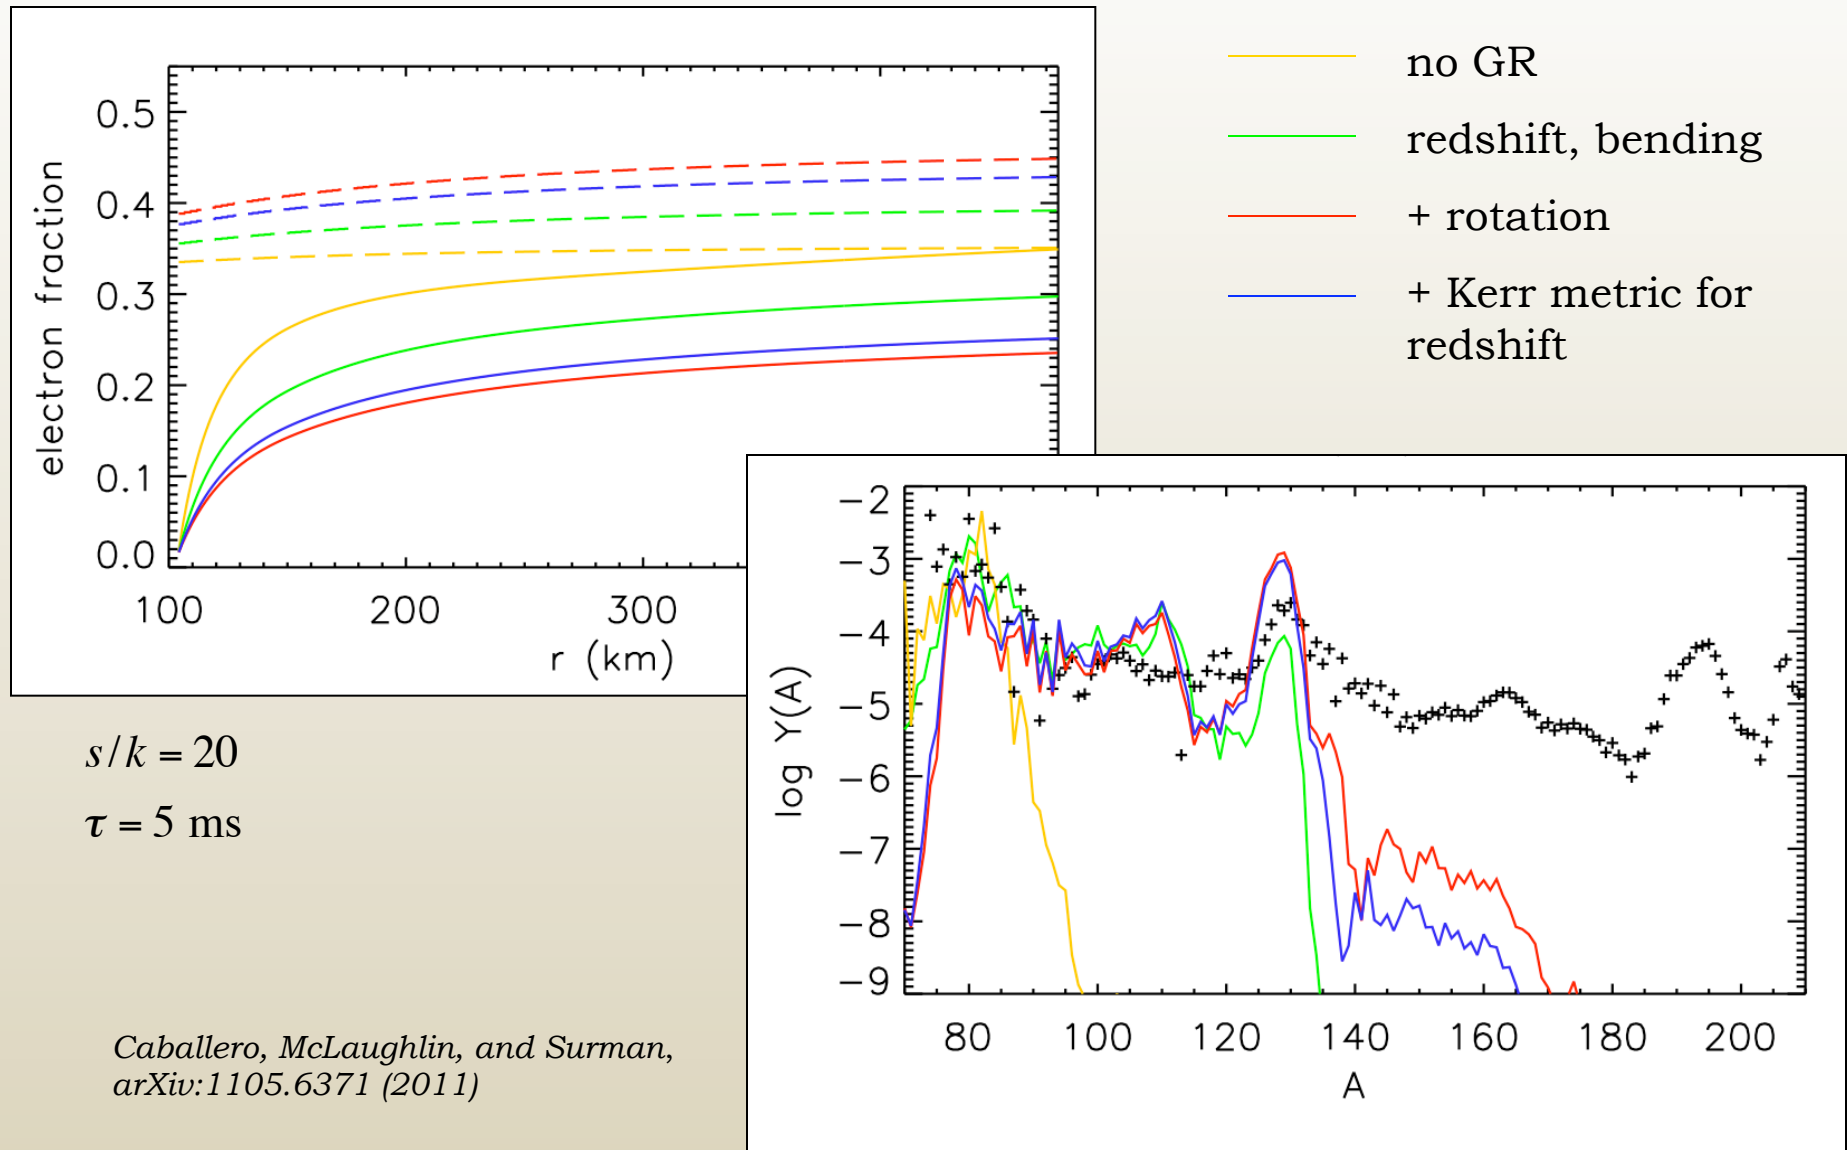 0.5
0.4
0.3
0.2
0.1
0.0
electron fraction
100 200 300
r (km)
no GR
redshift, bending
+ rotation
+ Kerr metric for
redshift
s/k = 20
τ = 5 ms
−2
−3
−4
−5
−6
−7
−8
−9
log Y(A)
80 100 120 140 160 180 200
A
Caballero, McLaughlin, and Surman,
arXiv:1105.6371 (2011)